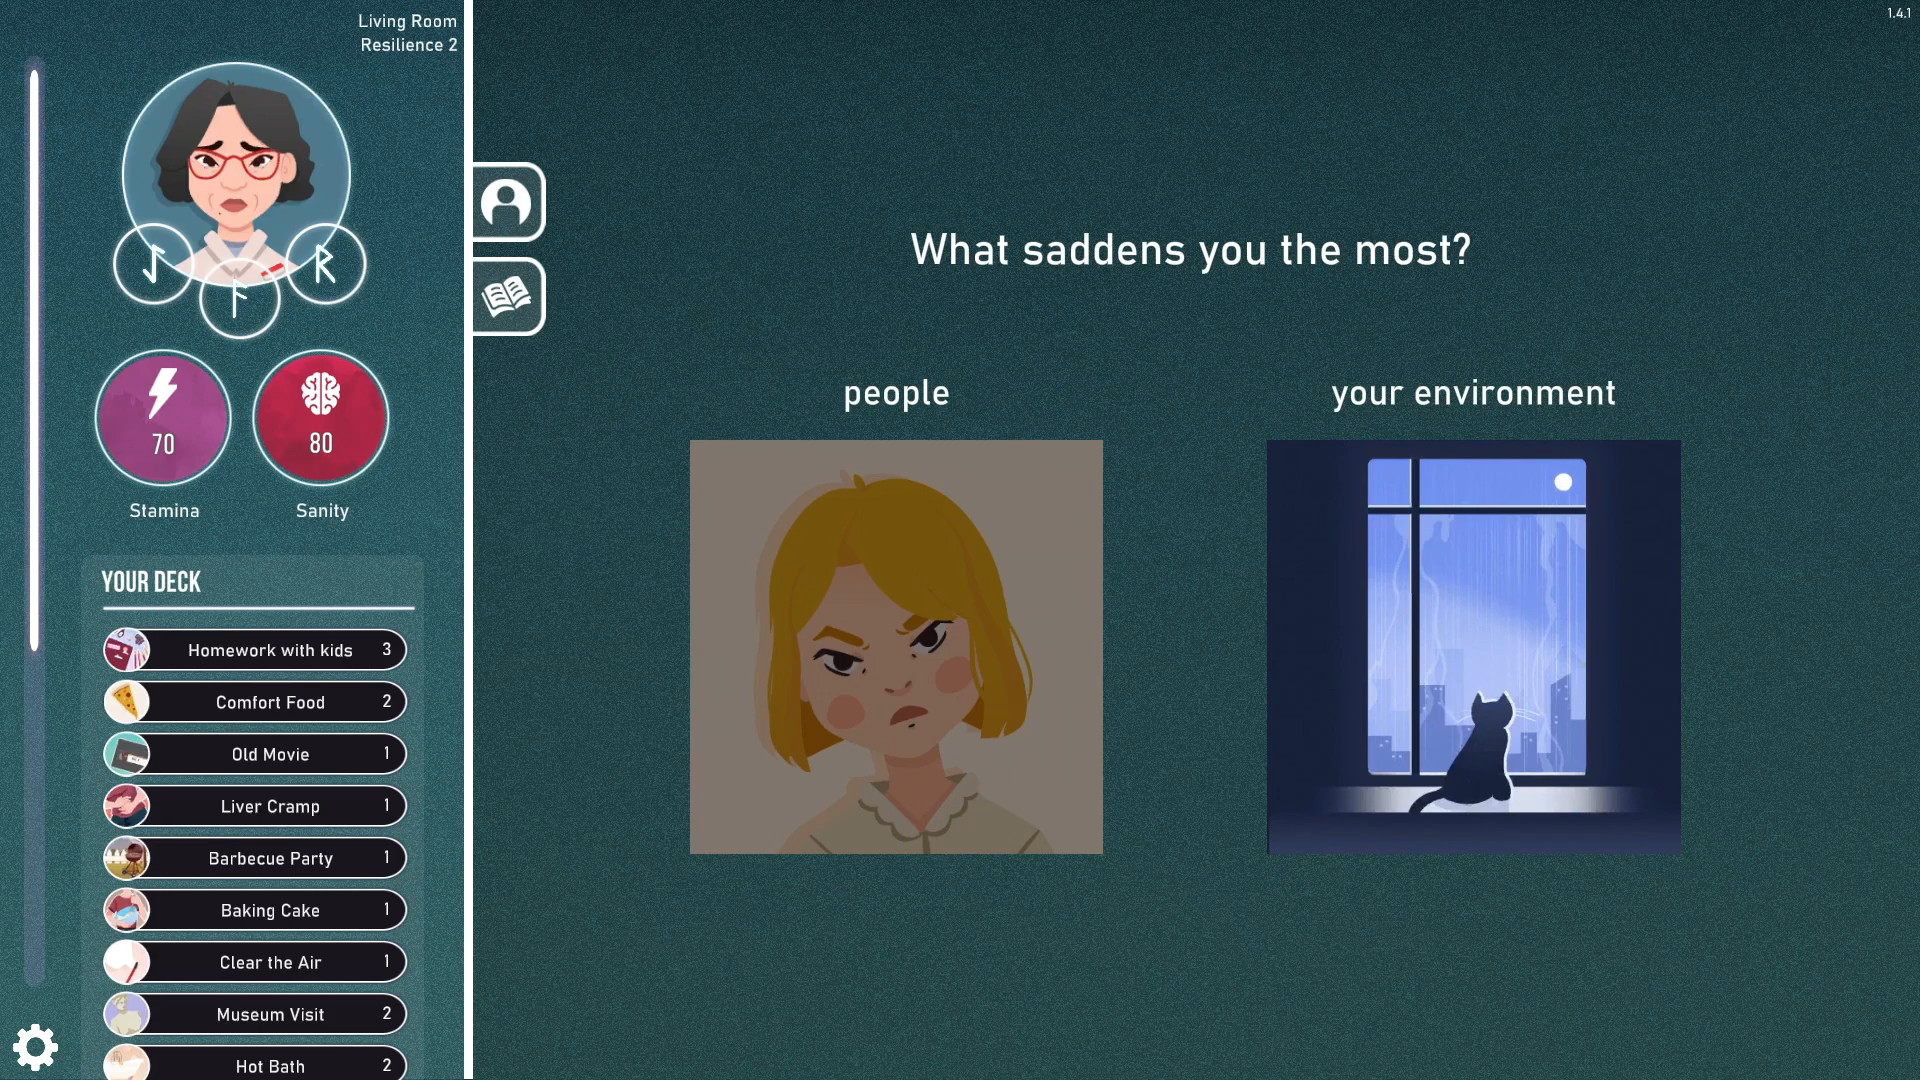 Living Room
Resilience 2
1.4.1
70
80
Stamina
Sanity
YOUR DECK
Homework with kids 3
Comfort Food 2
Old Movie 1
Liver Cramp 1
Barbecue Party 1
Baking Cake 1
Clear the Air 1
Museum Visit 2
Hot Bath 2
What saddens you the most?
people
your environment